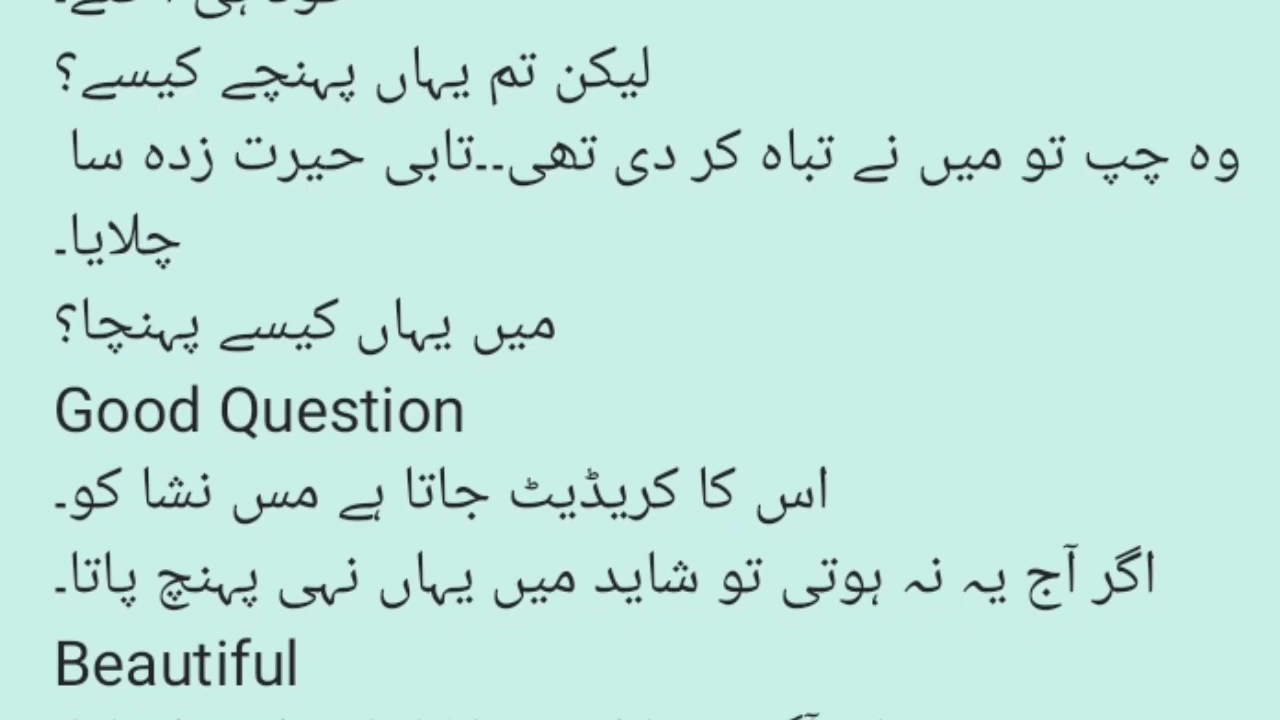 لیکن تم یہاں پہنچے کیسے؟
وہ چپ تو میں نے تباہ کر دی تھی۔۔تابی حیرت زدہ سا
چلایا۔
میں یہاں کیسے پہنچا؟
Good Question
اس کا کریڈیٹ جاتا ہے مس نشا کو۔
اگر آج یہ نہ ہوتی تو شاید میں یہاں نہی پہنچ پاتا۔
Beautiful